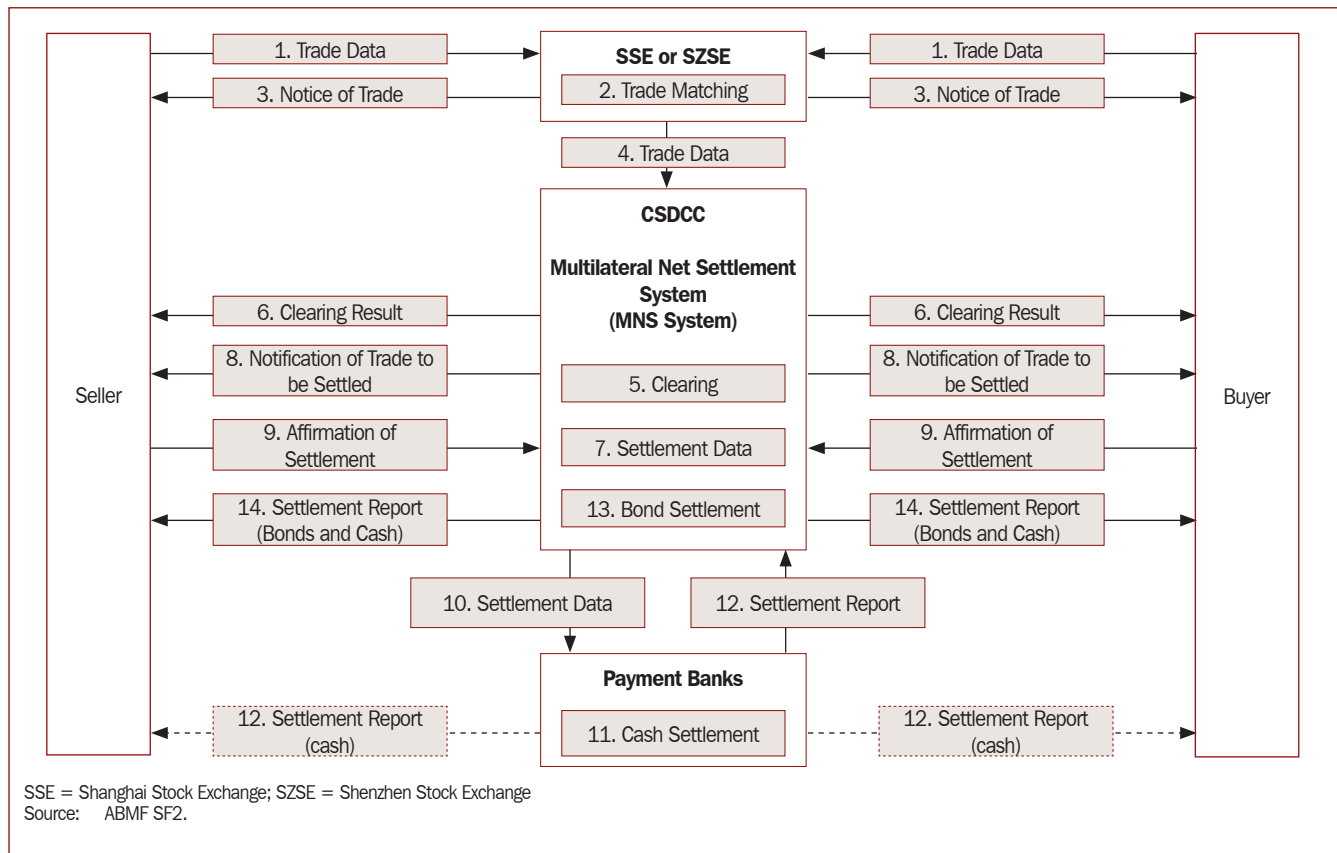 1. Trade Data
SSE or SZSE
1. Trade Data
2. Trade Matching
3. Notice of Trade
3. Notice of Trade
4. Trade Data
CSDCC
Multilateral Net Settlement
System
(MNS System)
6. Clearing Result
6. Clearing Result
8. Notification of Trade to
be Settled
8. Notification of Trade to
be Settled
5. Clearing
Seller
Buyer
9. Affirmation of
Settlement
7. Settlement Data
9. Affirmation of
Settlement
14. Settlement Report
(Bonds and Cash)
13. Bond Settlement
14. Settlement Report
(Bonds and Cash)
10. Settlement Data
12. Settlement Report
Payment Banks
12. Settlement Report
(cash)
11. Cash Settlement
12. Settlement Report
(cash)
SSE = Shanghai Stock Exchange; SZSE = Shenzhen Stock Exchange
Source: ABMF SF2.